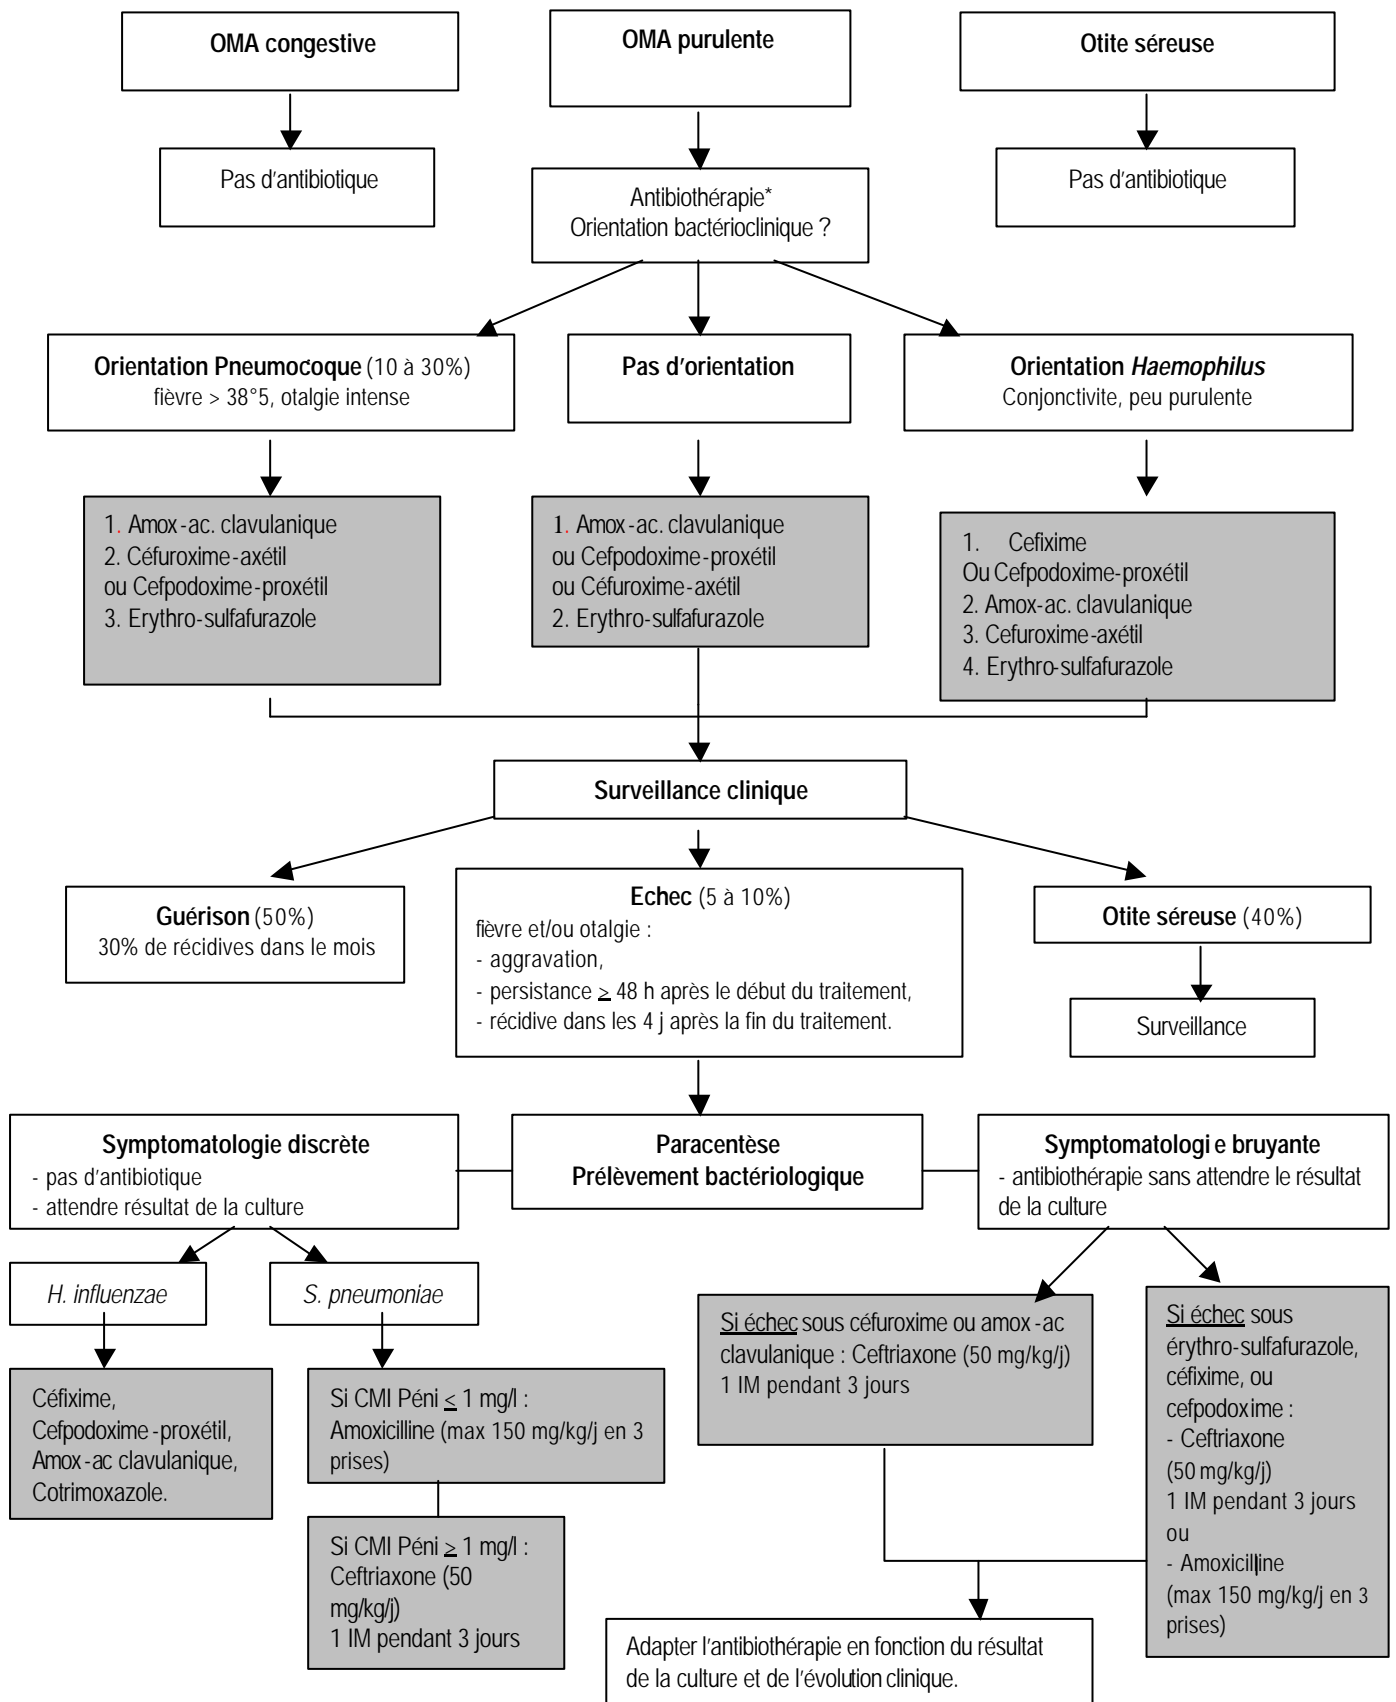 OMA congestive
OMA purulente
Otite séreuse
Pas d'antibiotique
Antibiothérapie*
Orientation bactérioclinique ?
Pas d'antibiotique
Orientation Pneumocoque (10 à 30%)
fièvre > 38°5, otalgie intense
Pas d'orientation
Orientation Haemophilus
Conjonctivite, peu purulente
1. Amox-ac. clavulanique
2. Céfuroxime-axétil
ou Cefpodoxime-proxétil
3. Erythro-sulfafurazole
1. Amox-ac. clavulanique
ou Cefpodoxime-proxétil
ou Céfuroxime-axétil
2. Erythro-sulfafurazole
1. Cefixime
Ou Cefpodoxime-proxétil
2. Amox-ac. clavulanique
3. Cefuroxime-axétil
4. Erythro-sulfafurazole
Surveillance clinique
Guérison (50%)
30% de récidives dans le mois
Echec (5 à 10%)
fièvre et/ou otalgie :
- aggravation,
- persistance ≥ 48 h après le début du traitement,
- récidive dans les 4 j après la fin du traitement.
Otite séreuse (40%)
Surveillance
Symptomatologie discrète
- pas d'antibiotique
- attendre résultat de la culture
Paracentèse
Prélèvement bactériologique
Symptomatologi e bruyante
- antibiothérapie sans attendre le résultat
de la culture
H. influenzae
S. pneumoniae
Céfixime,
Cefpodoxime-proxétil,
Amox-ac clavulanique,
Cotrimoxazole.
Si CMI Péni ≤ 1 mg/l :
Amoxicilline (max 150 mg/kg/j en 3
prises)
Si CMI Péni ≥ 1 mg/l :
Ceftriaxone (50
mg/kg/j)
1 IM pendant 3 jours
Si échec sous céfuroxime ou amox-ac
clavulanique : Ceftriaxone (50 mg/kg/j)
1 IM pendant 3 jours
Si échec sous
érythro-sulfafurazole,
céfixime, ou
cefpodoxime :
- Ceftriaxone
(50 mg/kg/j)
1 IM pendant 3 jours
ou
- Amoxicilline
(max 150 mg/kg/j en 3
prises)
Adapter l'antibiothérapie en fonction du résultat
de la culture et de l'évolution clinique.